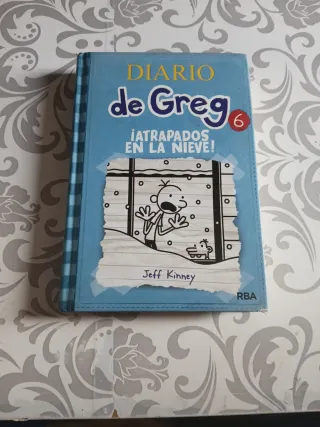 DIARIO
de Greg 6
¡ATRAPADOS
EN LA NIEVE!
Jeff Kinney
RBA